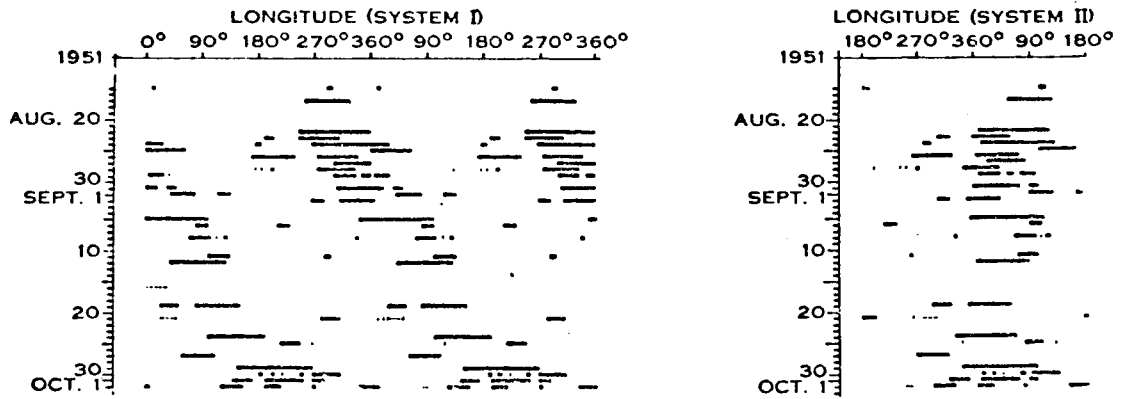 LONGITUDE (SYSTEM I)
0° 90° 180° 270° 360° 90° 180° 270° 360°
1951
AUG. 20
30
SEPT. 1
10
20
30
OCT. 1
LONGITUDE (SYSTEM II)
180° 270° 360° 90° 180°
1951
AUG. 20
30
SEPT. 1
10
20
30
OCT. 1